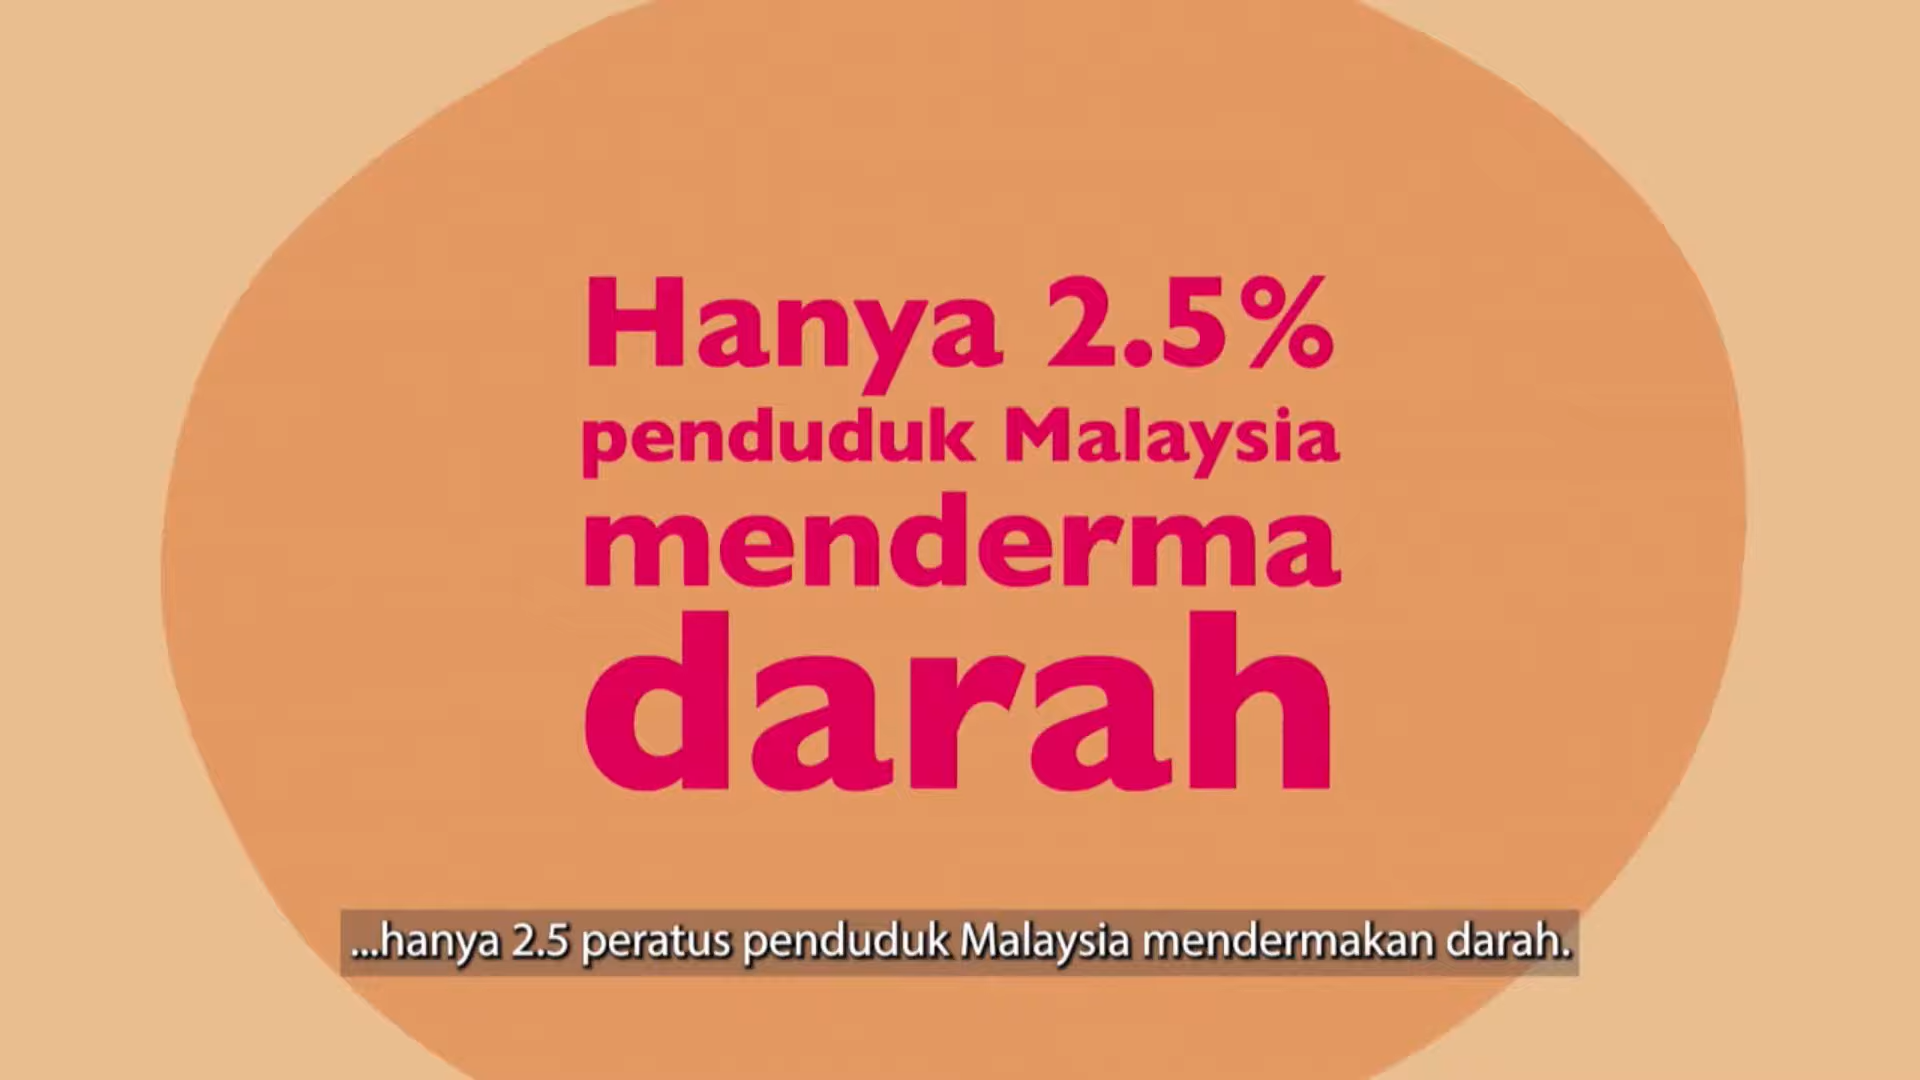 Hanya 2.5%
penduduk Malaysia
menderma
darah
...hanya 2.5 peratus penduduk Malaysia mendermakan darah.